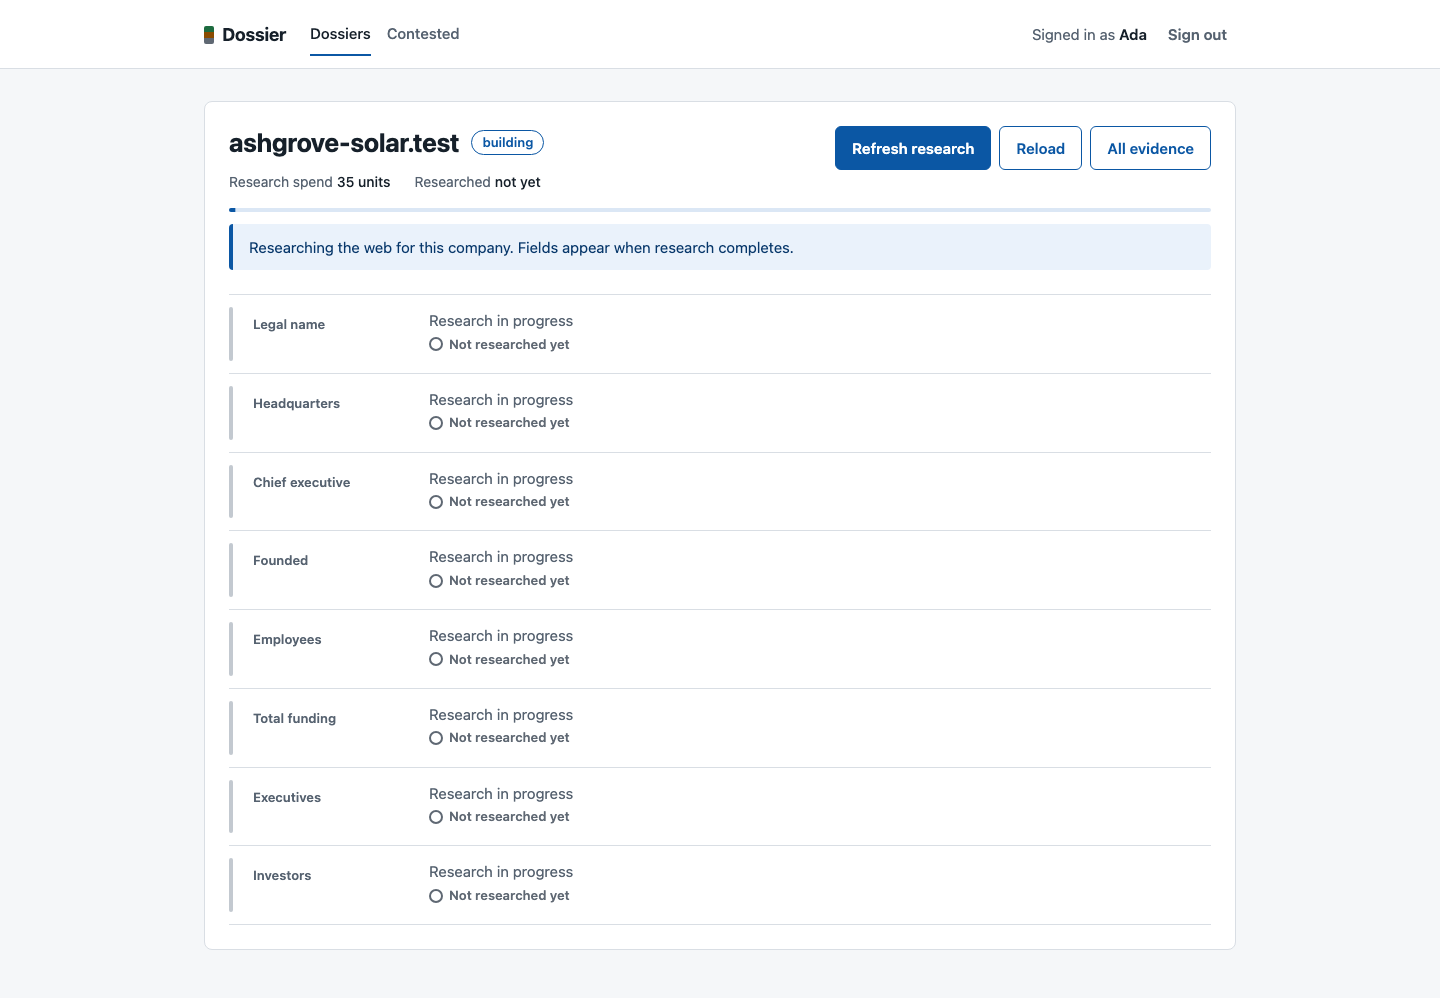 Dossier Dossiers Contested Signed in as Ada Sign out
ashgrove-solar.test building Refresh research Reload All evidence
Research spend 35 units Researched not yet
Researching the web for this company. Fields appear when research completes.
Legal name Research in progress
Not researched yet
Headquarters Research in progress
Not researched yet
Chief executive Research in progress
Not researched yet
Founded Research in progress
Not researched yet
Employees Research in progress
Not researched yet
Total funding Research in progress
Not researched yet
Executives Research in progress
Not researched yet
Investors Research in progress
Not researched yet